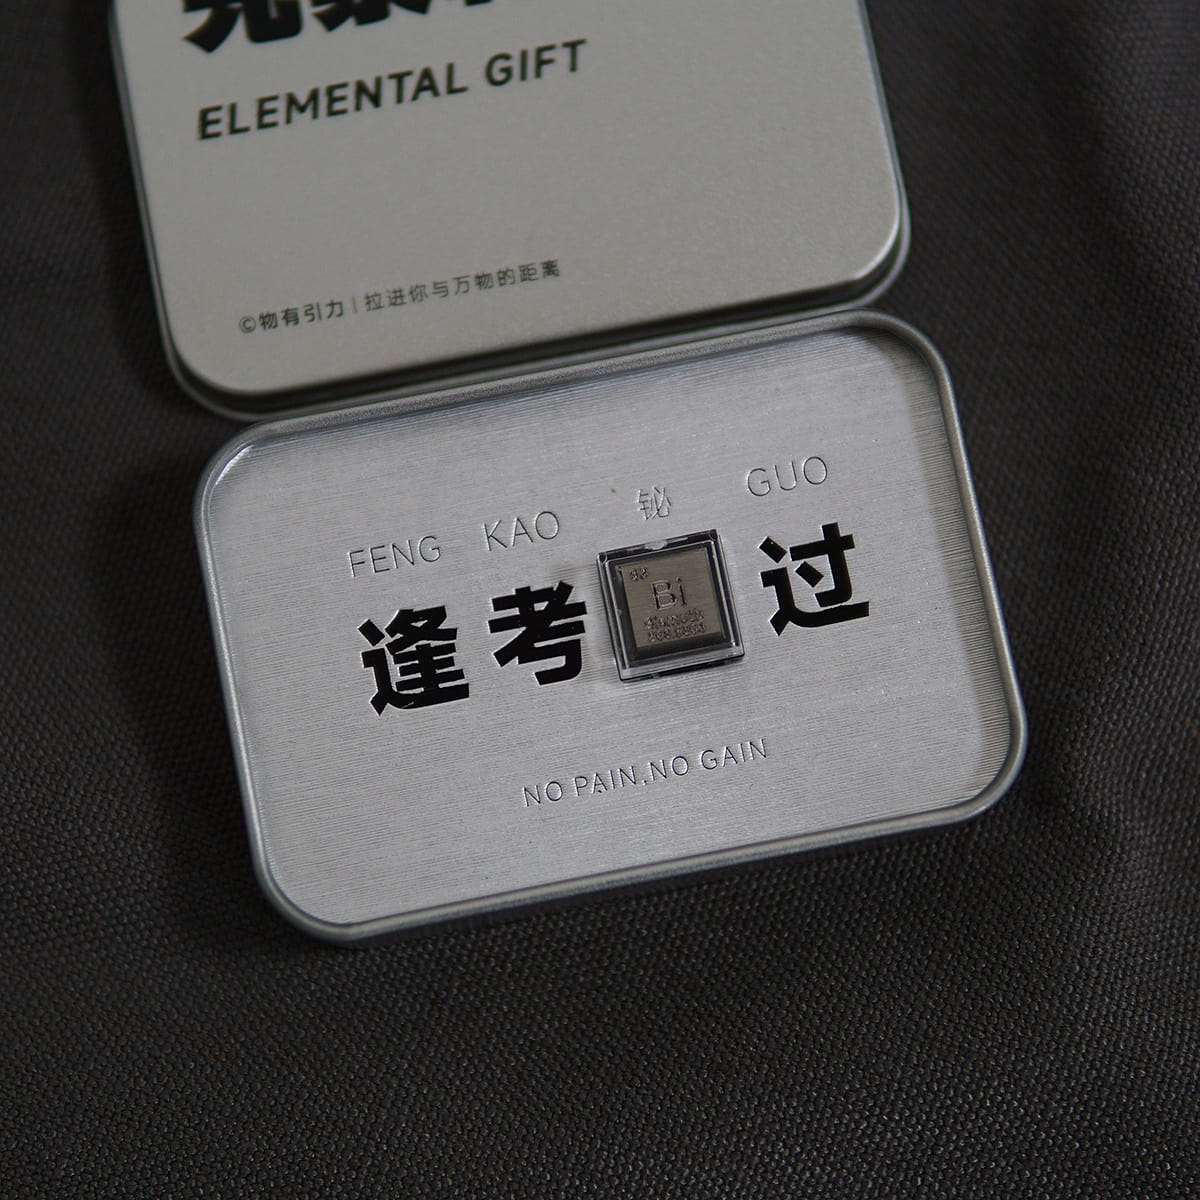 ELEMENTAL GIFT
©物有引力 | 拉进你与万物的距离
FENG KAO 铋 GUO
逢考 过
Bi
NO PAIN,NO GAIN